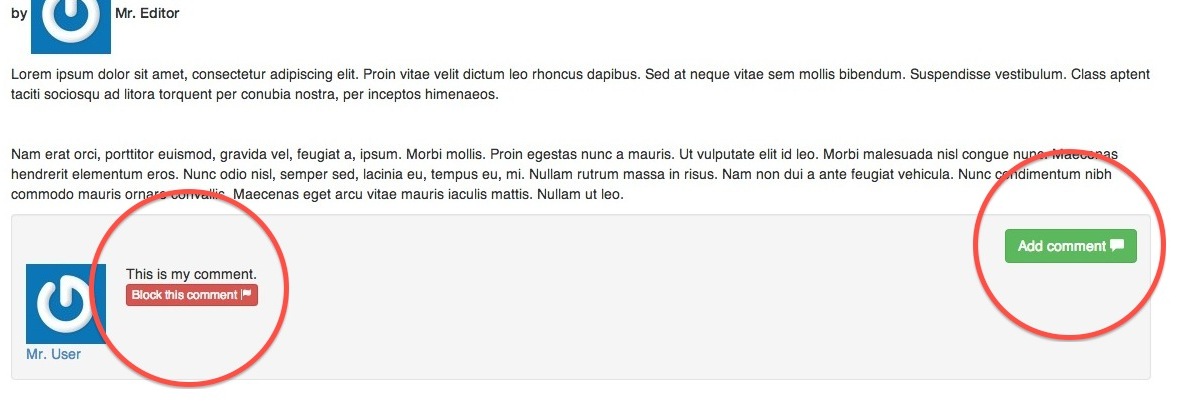 by Mr. Editor
Lorem ipsum dolor sit amet, consectetur adipiscing elit. Proin vitae velit dictum leo rhoncus dapibus. Sed at neque vitae sem mollis bibendum. Suspendisse vestibulum. Class aptent
taciti sociosqu ad litora torquent per conubia nostra, per inceptos himenaeos.
Nam erat orci, porttitor euismod, gravida vel, feugiat a, ipsum. Morbi mollis. Proin egestas nunc a mauris. Ut vulputate elit id leo. Morbi malesuada nisl congue nunc. Maecenas
hendrerit elementum eros. Nunc odio nisl, semper sed, lacinia eu, tempus eu, mi. Nullam rutrum massa in risus. Nam non dui a ante feugiat vehicula. Nunc condimentum nibh
commodo mauris ornare convallis. Maecenas eget arcu vitae mauris iaculis mattis. Nullam ut leo.
Add comment
This is my comment.
Block this comment
Mr. User